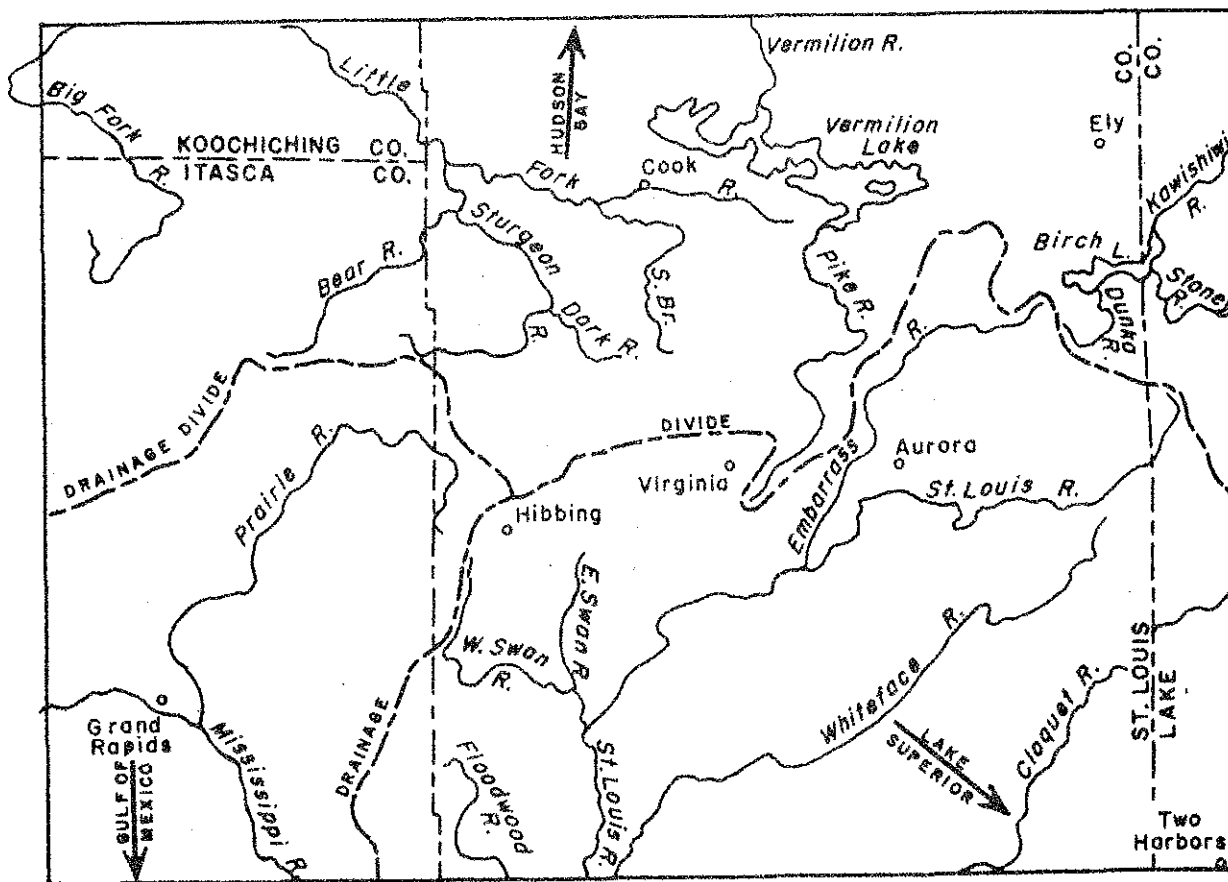 Vermilion R.
CO.
CO.
Little
Big Fork
R.
HUDSON
BAY
Vermilion
Lake
Ely
KOOCHICHING CO.
ITASCA CO.
Fork
Cook
R.
Kawishiwi
R.
Sturgeon
R.
Birch L.
Bear R.
S. Br.
Pike R.
Stoney
R.
Dunka
R.
Dark R.
R.
DRAINAGE DIVIDE
DIVIDE
Prairie
R.
Virginia
Embarrass
Aurora
St. Louis R.
Hibbing
E. Swan R.
W. Swan
R.
Whiteface
R.
ST. LOUIS
LAKE
Grand
Rapids
Mississippi R.
GULF OF
MEXICO
DRAINAGE
Floodwood
R.
St. Louis R.
LAKE
SUPERIOR
Cloquet R.
Two
Harbors